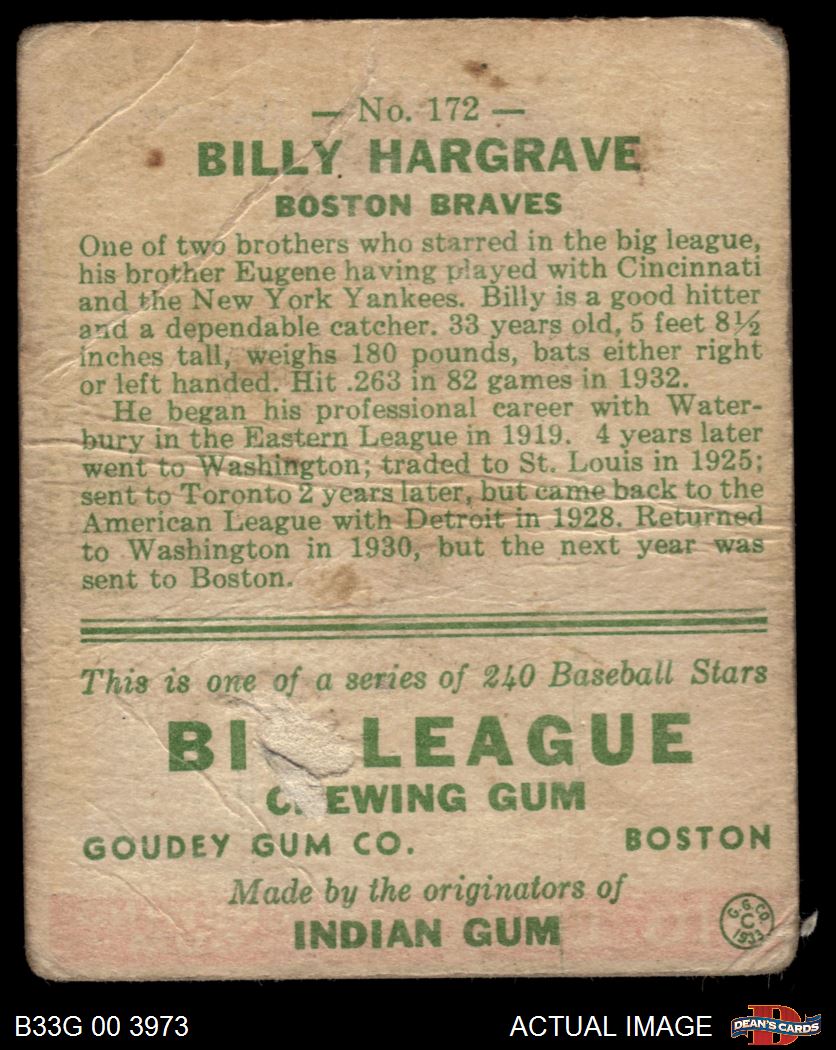 — No. 172 —
BILLY HARGRAVE
BOSTON BRAVES
One of two brothers who starred in the big league,
his brother Eugene having played with Cincinnati
and the New York Yankees. Billy is a good hitter
and a dependable catcher. 33 years old, 5 feet 8½
inches tall, weighs 180 pounds, bats either right
or left handed. Hit .263 in 82 games in 1932.
He began his professional career with Water-
bury in the Eastern League in 1919. 4 years later
went to Washington; traded to St. Louis in 1925;
sent to Toronto 2 years later, but came back to the
American League with Detroit in 1928. Returned
to Washington in 1930, but the next year was
sent to Boston.
This is one of a series of 240 Baseball Stars
BI LEAGUE
C EWING GUM
GOUDEY GUM CO. BOSTON
Made by the originators of
INDIAN GUM
G.G.CO.
C
1933
B33G 00 3973 ACTUAL IMAGE D DEAN'S CARDS